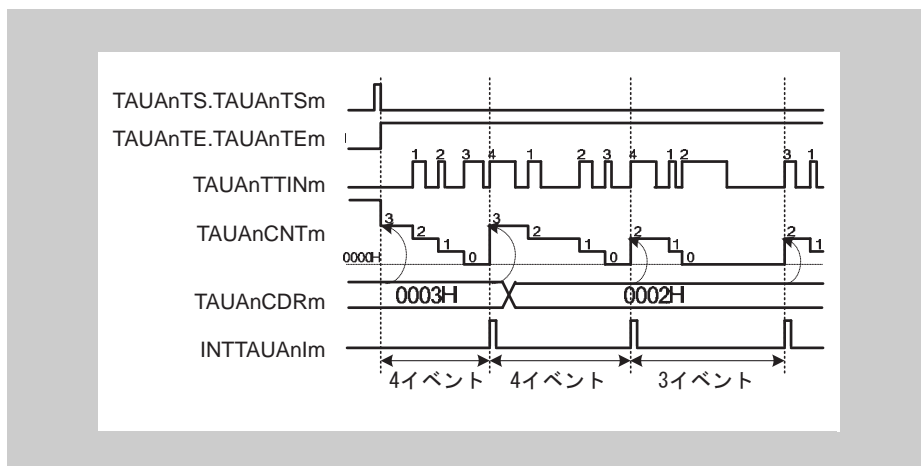 TAUAnTS.TAUAnTSm
TAUAnTE.TAUAnTEm
1 2 3 4 1 2 3 4 1 2 3 1
TAUAnTTINm
TAUAnCNTm
3 2 1 0 3 2 1 0 2 1 0 2 1
0000H
TAUAnCDRm
0003H 0002H
INTTAUAnIm
4イベント 4イベント 3イベント